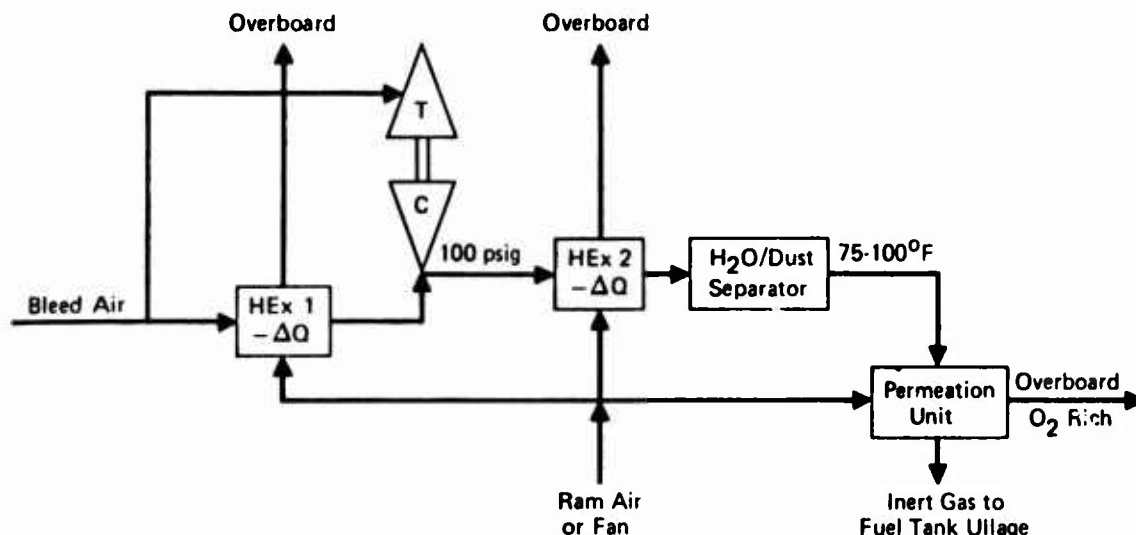 Overboard
Overboard
T
C
100 psig
HEx 2
– ΔQ
H₂O/Dust
Separator
75-100°F
Bleed Air
HEx 1
– ΔQ
Permeation
Unit
Overboard
O₂ Rich
Ram Air
or Fan
Inert Gas to
Fuel Tank Ullage